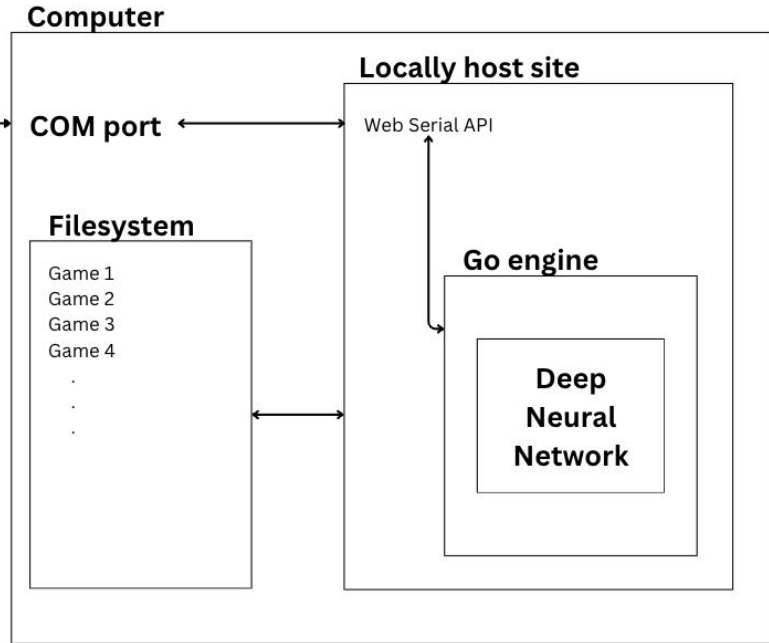 Computer
Locally host site
COM port
Web Serial API
Filesystem
Game 1
Game 2
Game 3
Game 4
.
.
.
Go engine
Deep
Neural
Network